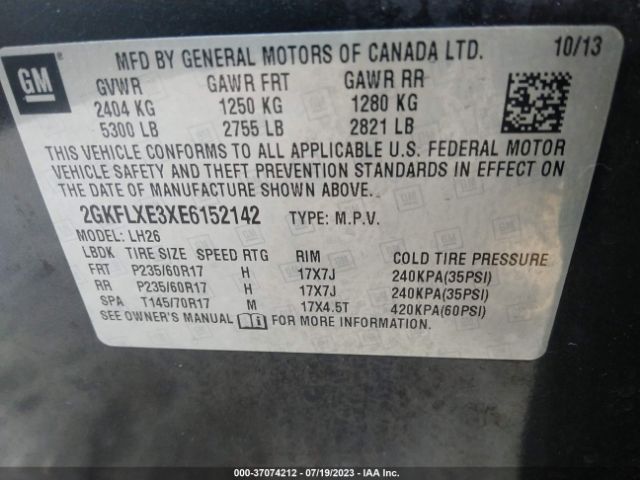 GM
MFD BY GENERAL MOTORS OF CANADA LTD. 10/13
GVWR GAWR FRT GAWR RR
2404 KG 1250 KG 1280 KG
5300 LB 2755 LB 2821 LB
THIS VEHICLE CONFORMS TO ALL APPLICABLE U.S. FEDERAL MOTOR
VEHICLE SAFETY AND THEFT PREVENTION STANDARDS IN EFFECT ON
THE DATE OF MANUFACTURE SHOWN ABOVE.
2GKFLXE3XE6152142 TYPE: M.P.V.
MODEL: LH26
LBDK TIRE SIZE SPEED RTG RIM COLD TIRE PRESSURE
FRT P235/60R17 H 17X7J 240KPA(35PSI)
RR P235/60R17 H 17X7J 240KPA(35PSI)
SPA T145/70R17 M 17X4.5T 420KPA(60PSI)
SEE OWNER'S MANUAL FOR MORE INFORMATION.
000-37074212 - 07/19/2023 - IAA Inc.